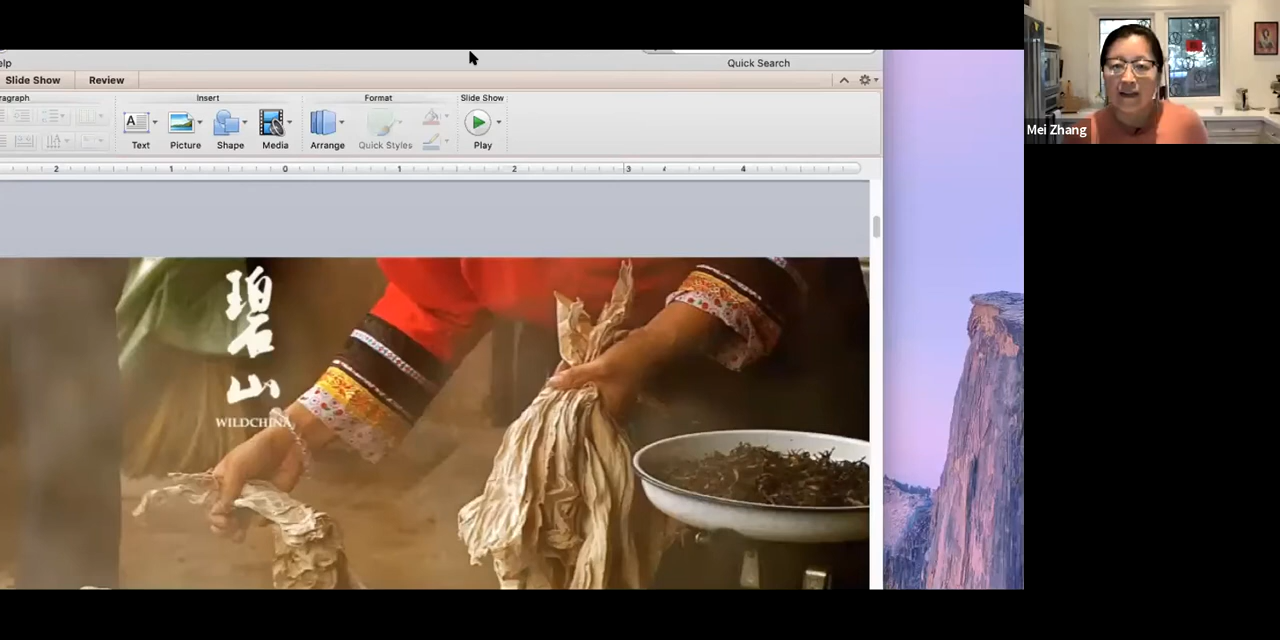 elp
Quick Search
Slide Show Review
ragraph Insert Format Slide Show
Text Picture Shape Media Arrange Quick Styles Play
2 1 0 1 2 3 4
碧山
WILDCHINA
Mei Zhang